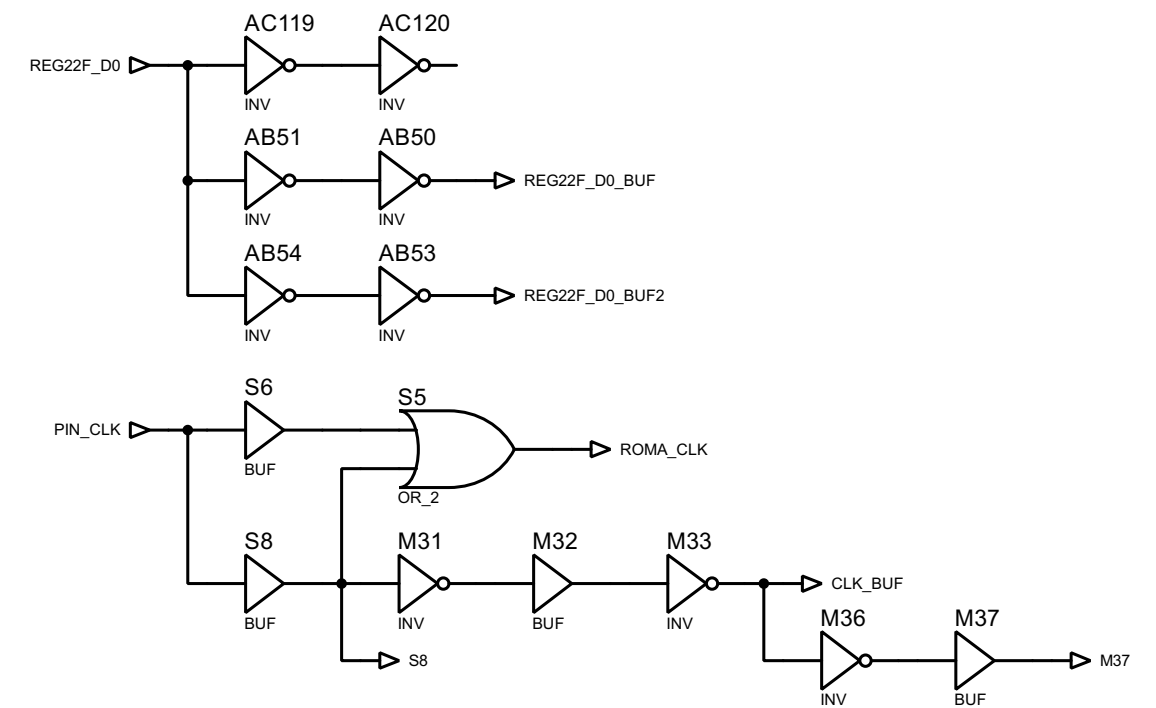 AC119 AC120
REG22F_D0
INV INV
AB51 AB50
REG22F_D0_BUF
INV INV
AB54 AB53
REG22F_D0_BUF2
INV INV
S6 S5
PIN_CLK
ROMA_CLK
BUF
OR_2
S8 M31 M32 M33
CLK_BUF
BUF INV BUF INV
M36 M37
S8
M37
INV BUF